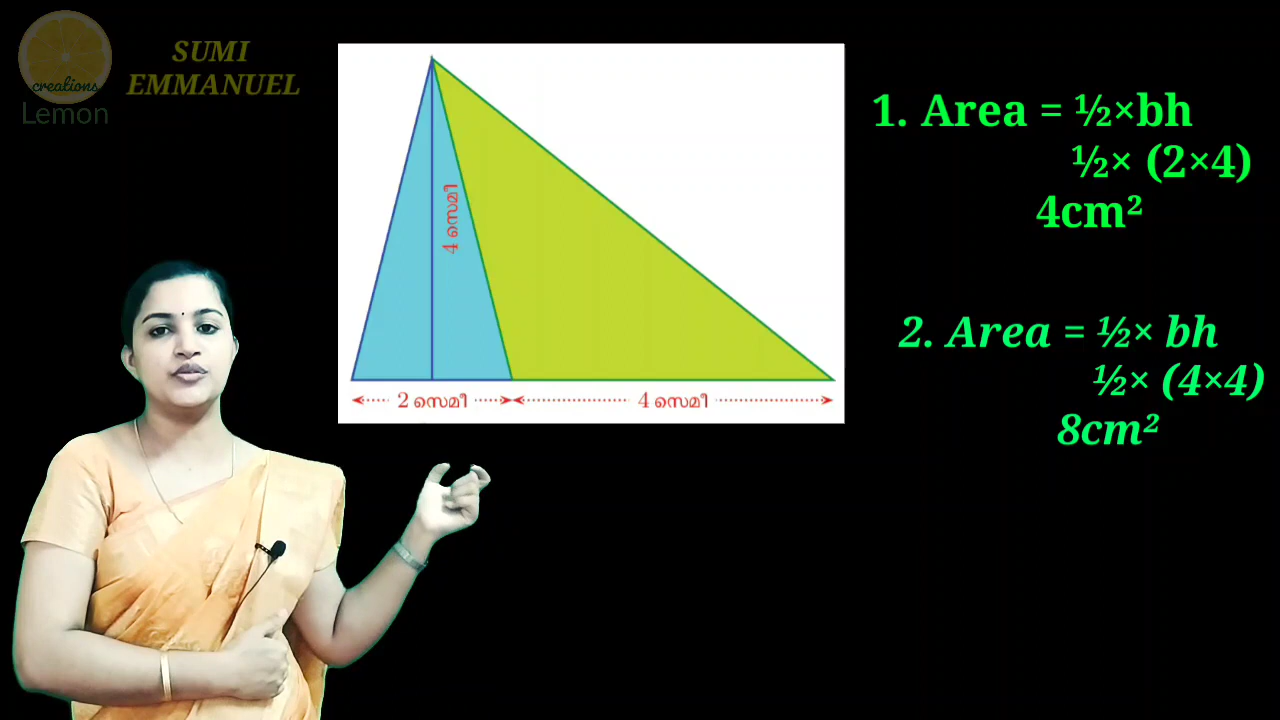 creations
Lemon
SUMI
EMMANUEL
4 സെമീ
2 സെമീ
4 സെമീ
1. Area = ½×bh
½× (2×4)
4cm²
2. Area = ½× bh
½× (4×4)
8cm²